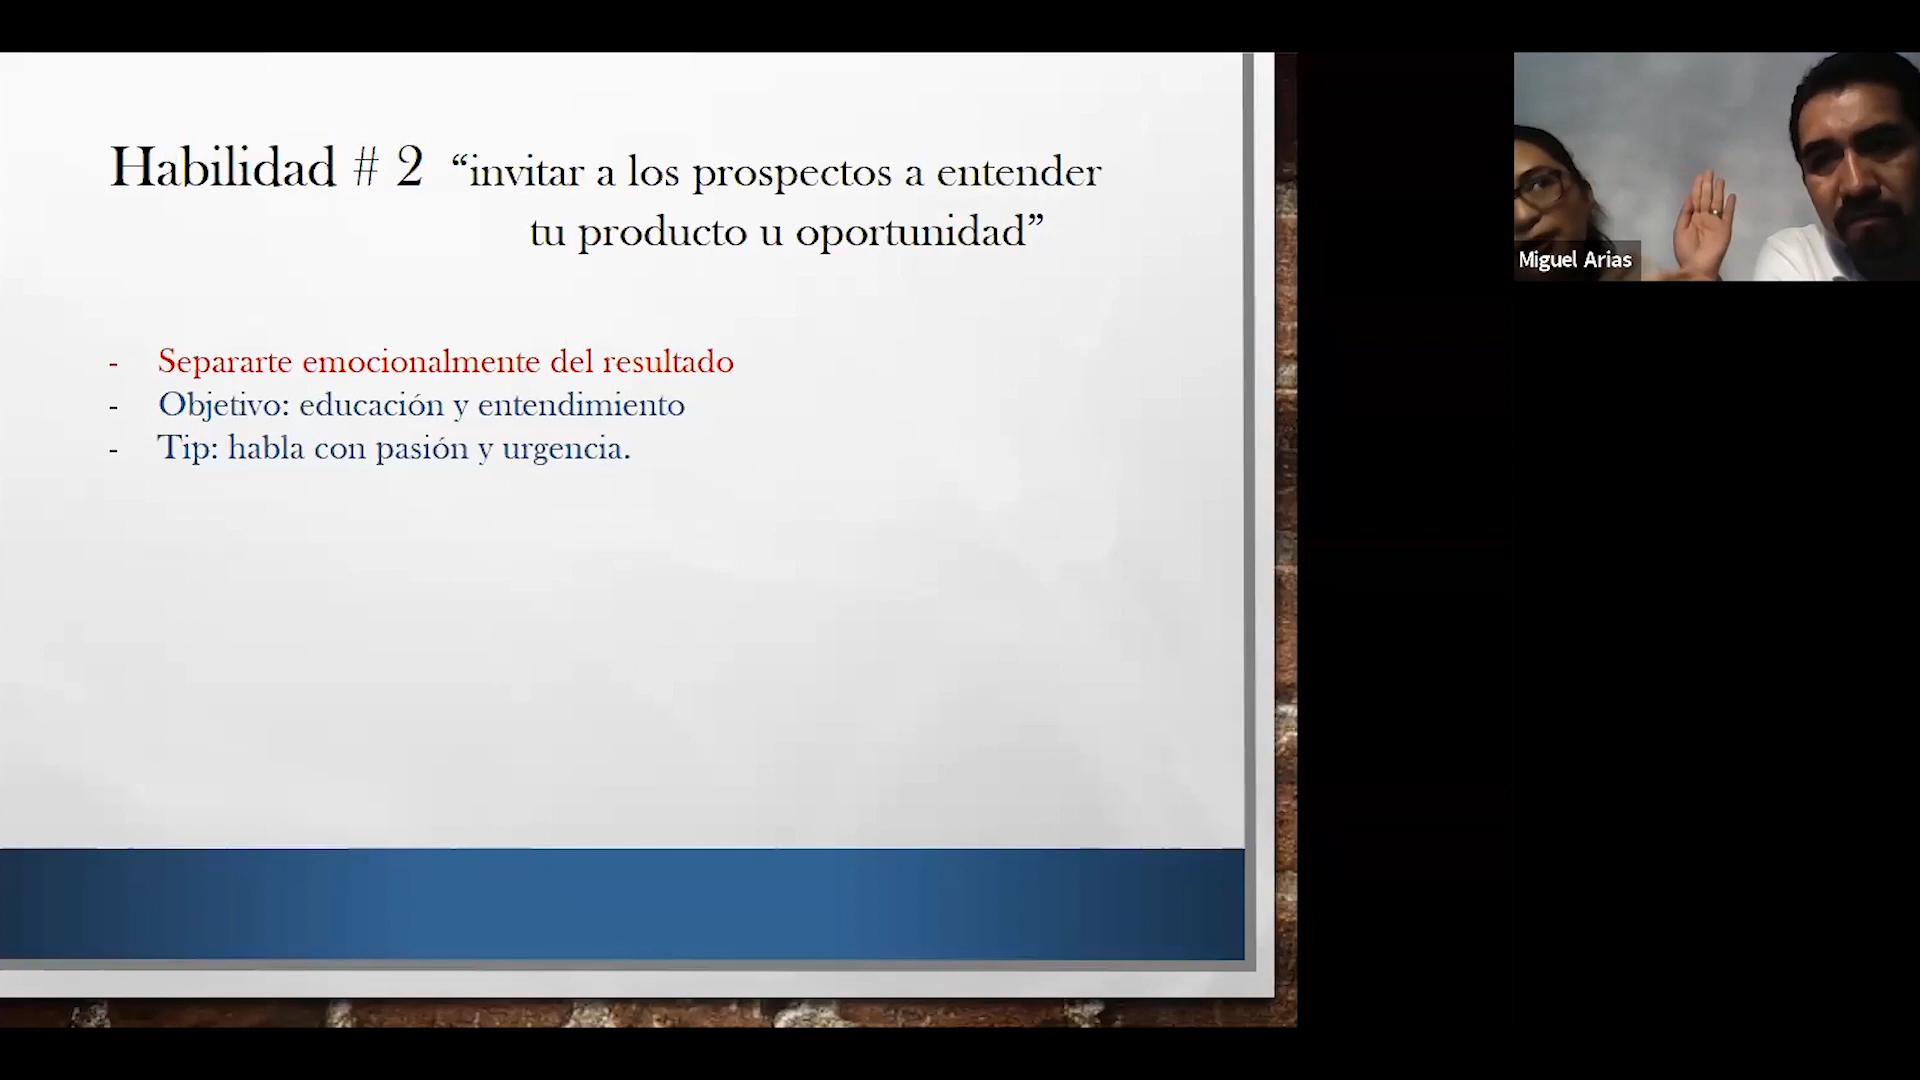 Habilidad # 2 “invitar a los prospectos a entender
tu producto u oportunidad”
- Separarte emocionalmente del resultado
- Objetivo: educación y entendimiento
- Tip: habla con pasión y urgencia.
Miguel Arias